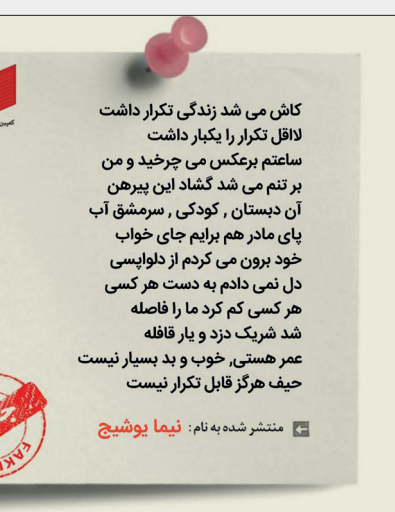 کاش می شد زندگی تکرار داشت
لااقل تکرار را یکبار داشت
ساعتم برعکس می چرخید و من
بر تنم می شد گشاد این پیرهن
آن دبستان , کودکی , سرمشق آب
پای مادر هم برایم جای خواب
خود برون می کردم از دلواپسی
دل نمی دادم به دست هر کسی
هر کسی کم کرد ما را فاصله
شد شریک دزد و یار قافله
عمر هستی, خوب و بد بسیار نیست
حیف هرگز قابل تکرار نیست
منتشر شده به نام: نیما یوشیج